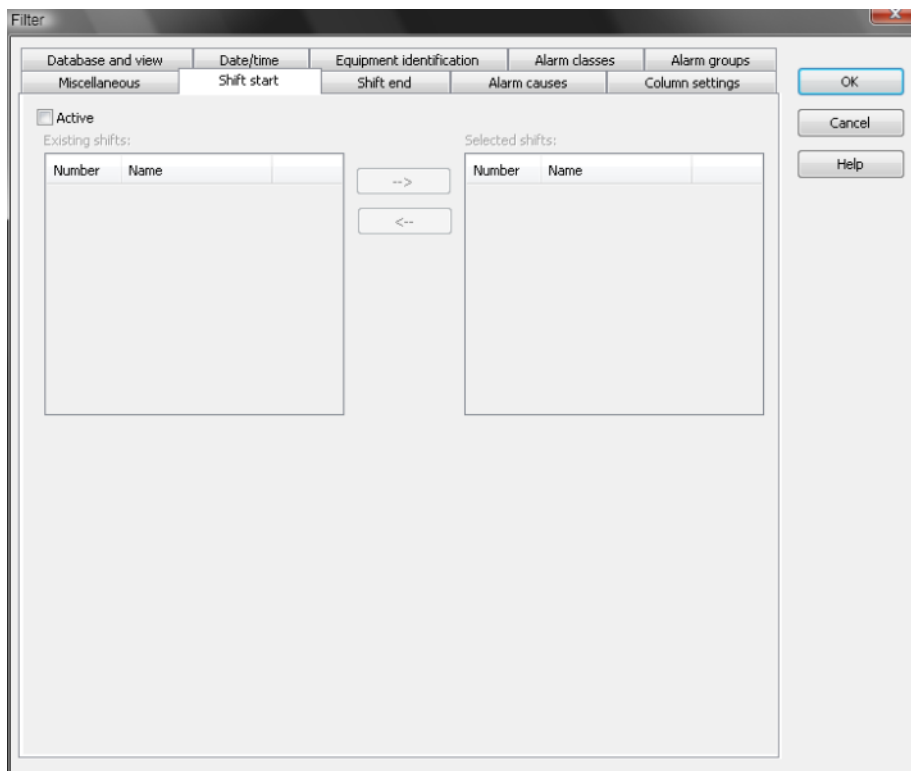 Filter
Database and view Date/time Equipment identification Alarm classes Alarm groups
Miscellaneous Shift start Shift end Alarm causes Column settings
OK
Active
Cancel
Existing shifts: Selected shifts:
Number Name --> Number Name
Help
<--